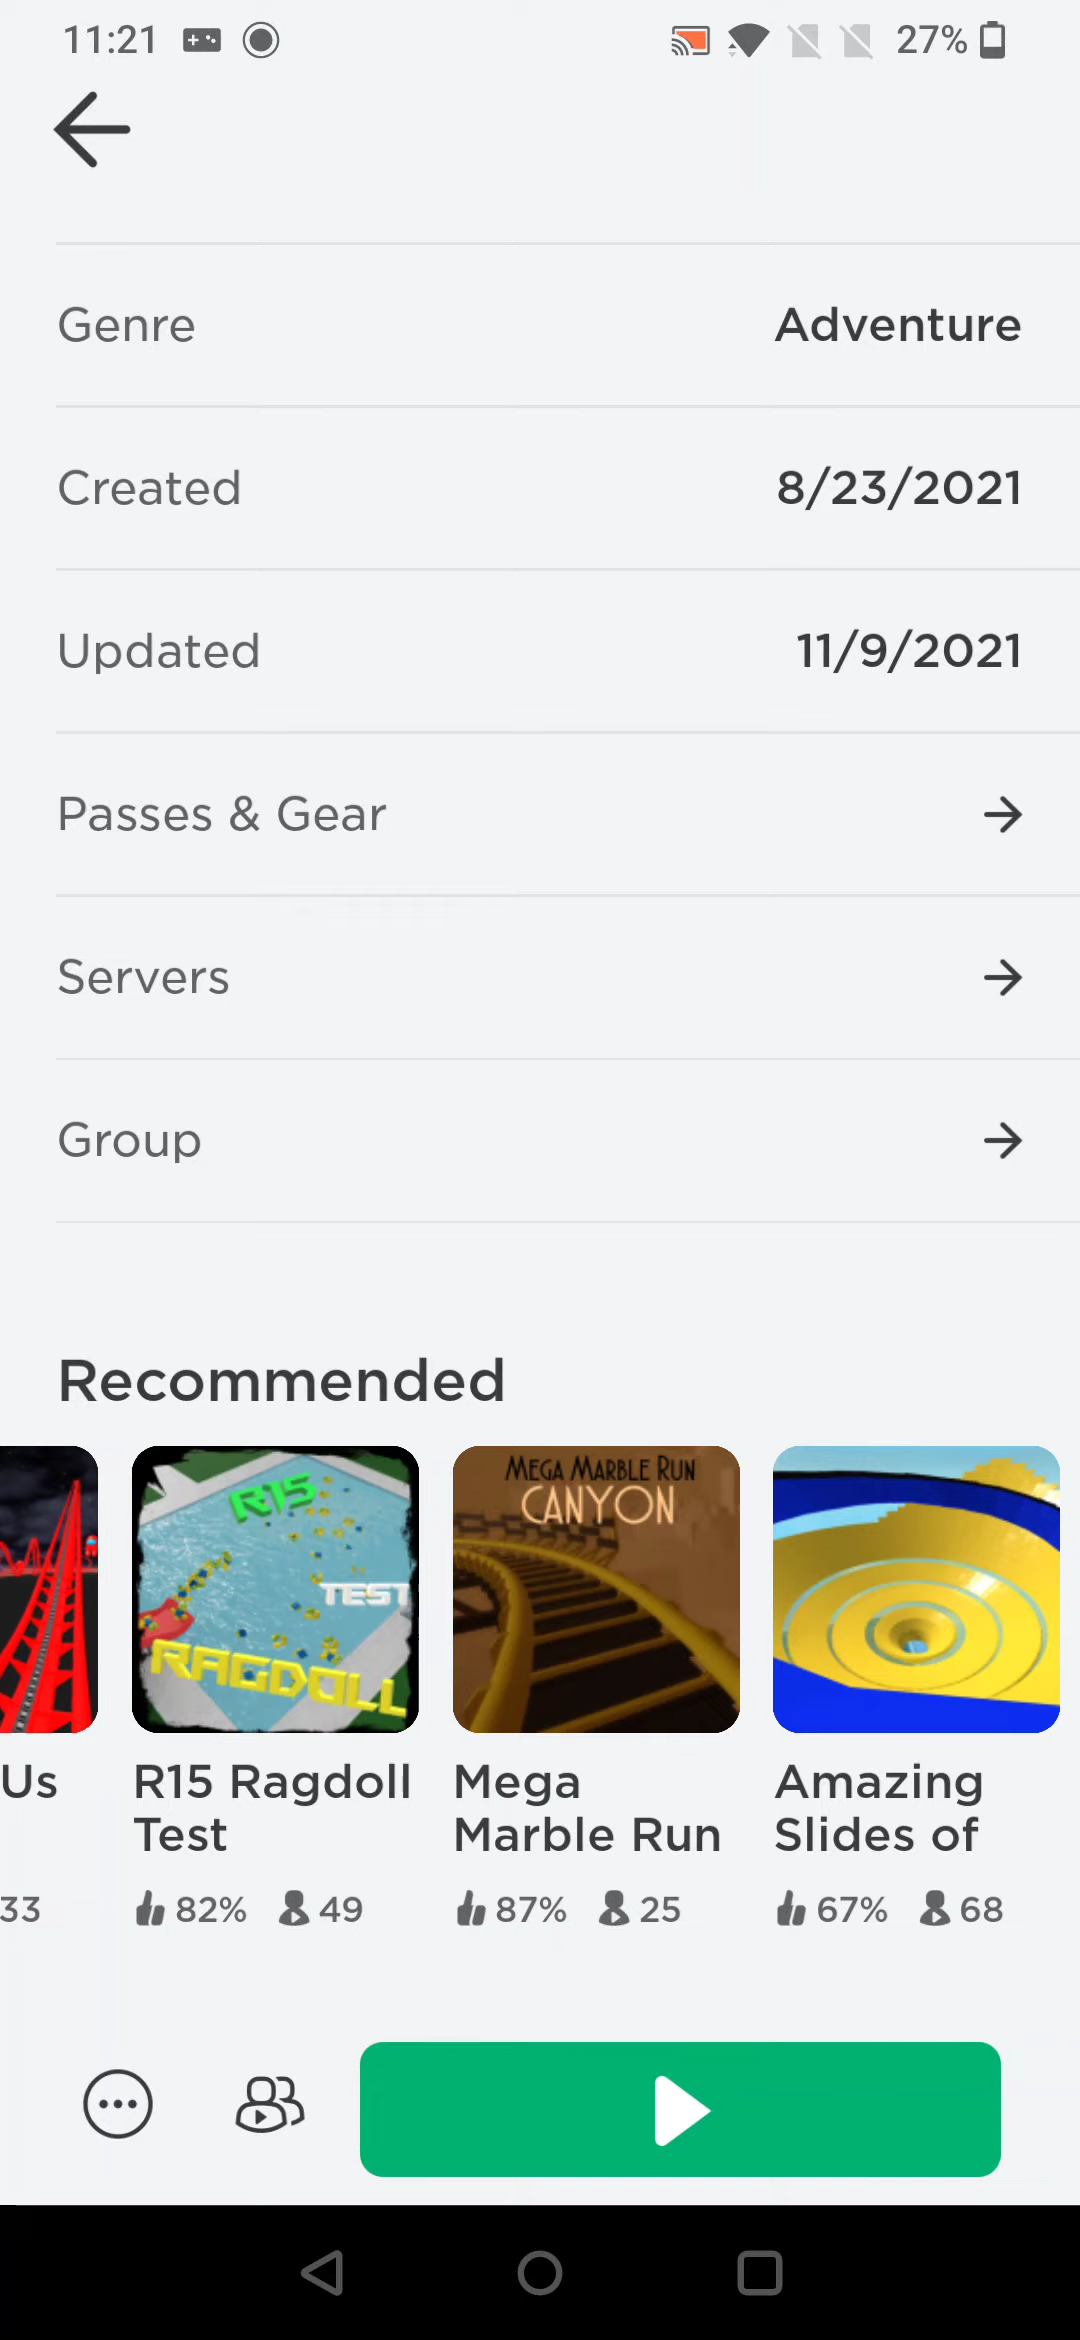 11:21
27%
Genre
Adventure
Created
8/23/2021
Updated
11/9/2021
Passes & Gear
Servers
Group
Recommended
R15
TEST
RAGDOLL
MEGA MARBLE RUN
CANYON
Us
R15 Ragdoll
Test
Mega
Marble Run
Amazing
Slides of
33
82% 49
87% 25
67% 68